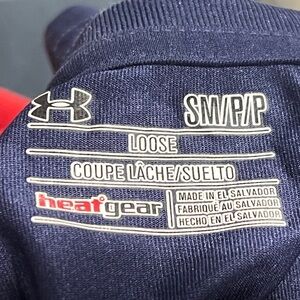 SM/P/P
LOOSE
COUPE LÂCHE/SUELTO
heatgear
MADE IN EL SALVADOR
FABRIQUÉ AU SALVADOR
HECHO EN EL SALVADOR